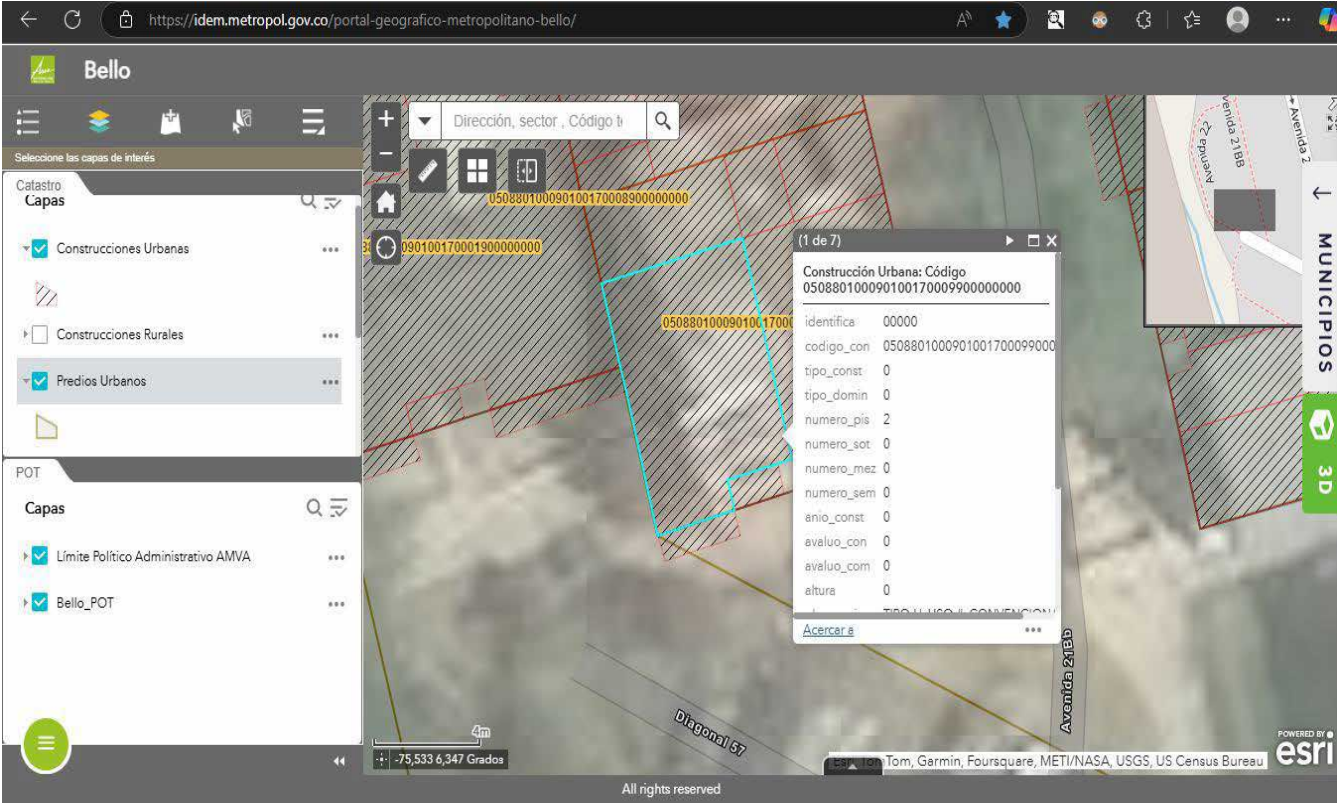 https://idem.metropol.gov.co/portal-geografico-metropolitano-bello/
Bello
Seleccione las capas de interés
Catastro
Capas
Construcciones Urbanas
Construcciones Rurales
Predios Urbanos
POT
Capas
Límite Político Administrativo AMVA
Bello_POT
Dirección, sector , Código t
050880100090100170008900000000
090100170001900000000
05088010009010017000
(1 de 7)
Construcción Urbana: Código
050880100090100170009900000000
identifica 00000
codigo_con 0508801000901001700099000
tipo_const 0
tipo_domin 0
numero_pis 2
numero_sot 0
numero_mez 0
numero_sem 0
anio_const 0
avaluo_con 0
avaluo_com 0
altura 0
Acercar a
Avenida 21BB
Avenida 2
Avenida 2
MUNICIPIOS
3D
Diagonal 57
Avenida 21Bb
4m
-75,533 6,347 Grados
Tom, Garmin, Foursquare, METI/NASA, USGS, US Census Bureau
POWERED BY
esri
All rights reserved